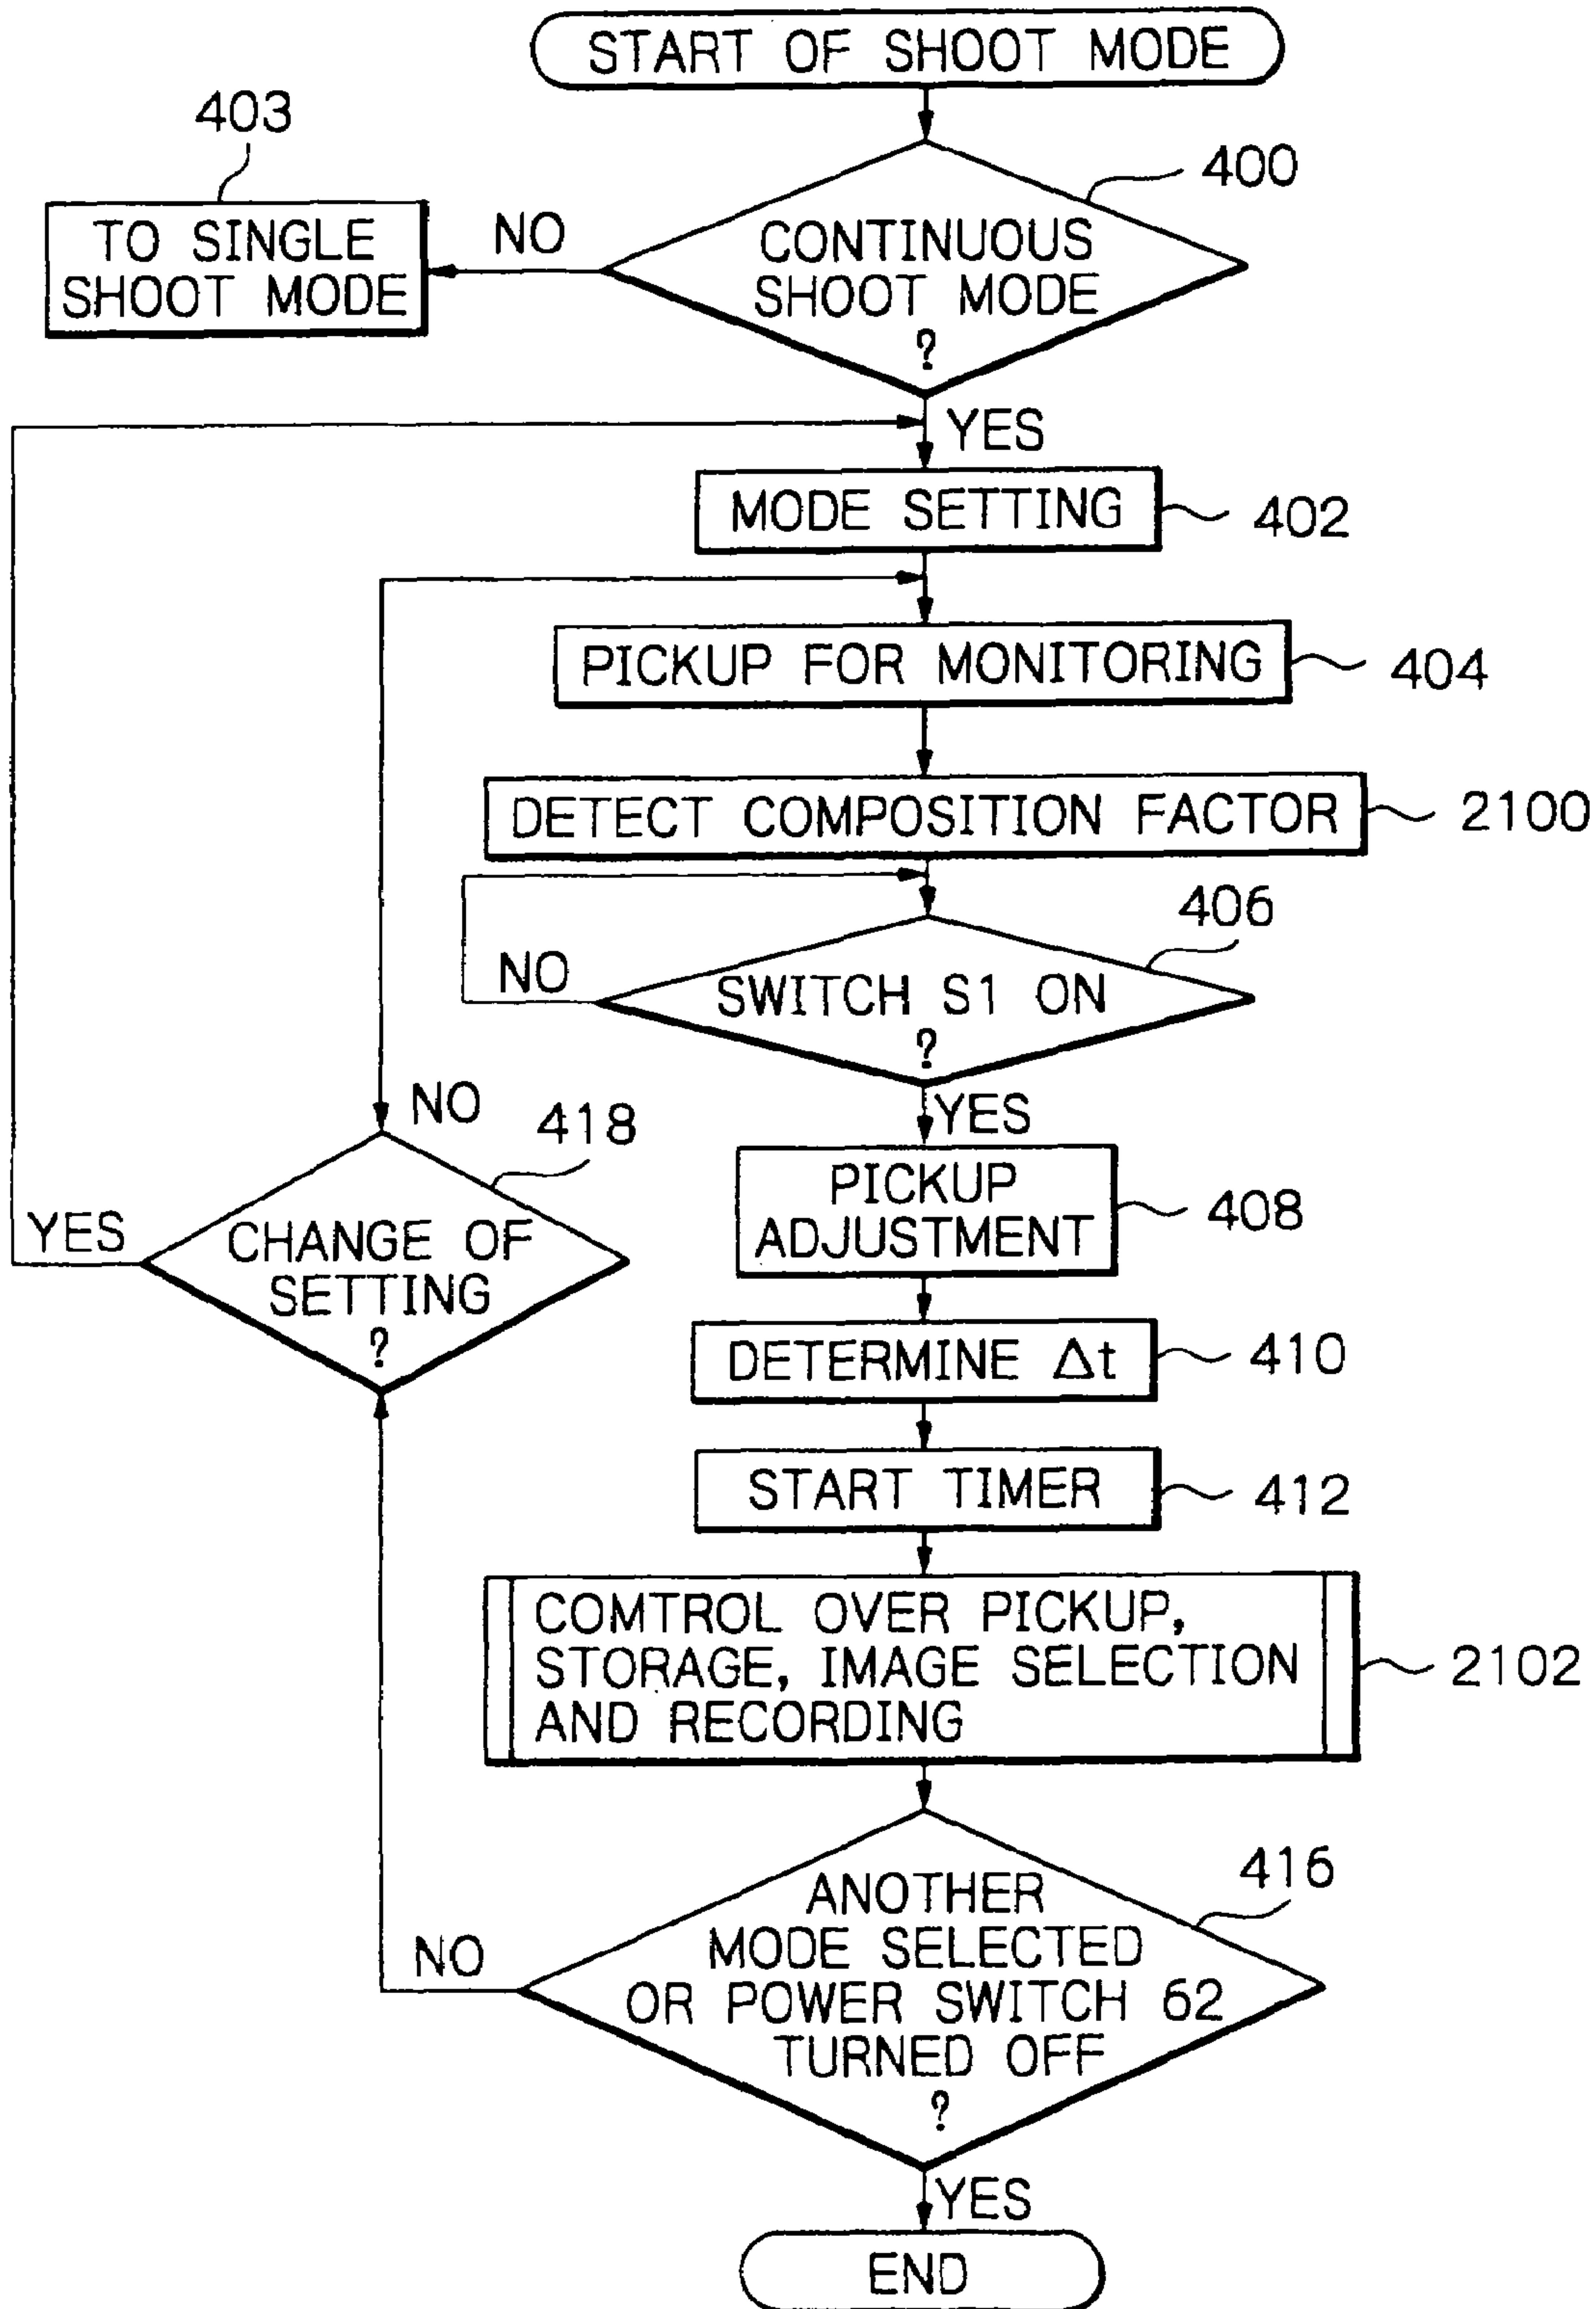 START OF SHOOT MODE
403
400
TO SINGLE
SHOOT MODE
NO
CONTINUOUS
SHOOT MODE
?
YES
MODE SETTING
402
PICKUP FOR MONITORING
404
DETECT COMPOSITION FACTOR
2100
406
NO
SWITCH S1 ON
?
YES
NO
418
PICKUP
ADJUSTMENT
408
YES
CHANGE OF
SETTING
?
DETERMINE Δt
410
START TIMER
412
COMTROL OVER PICKUP,
STORAGE, IMAGE SELECTION
AND RECORDING
2102
416
ANOTHER
MODE SELECTED
OR POWER SWITCH 62
TURNED OFF
?
NO
YES
END